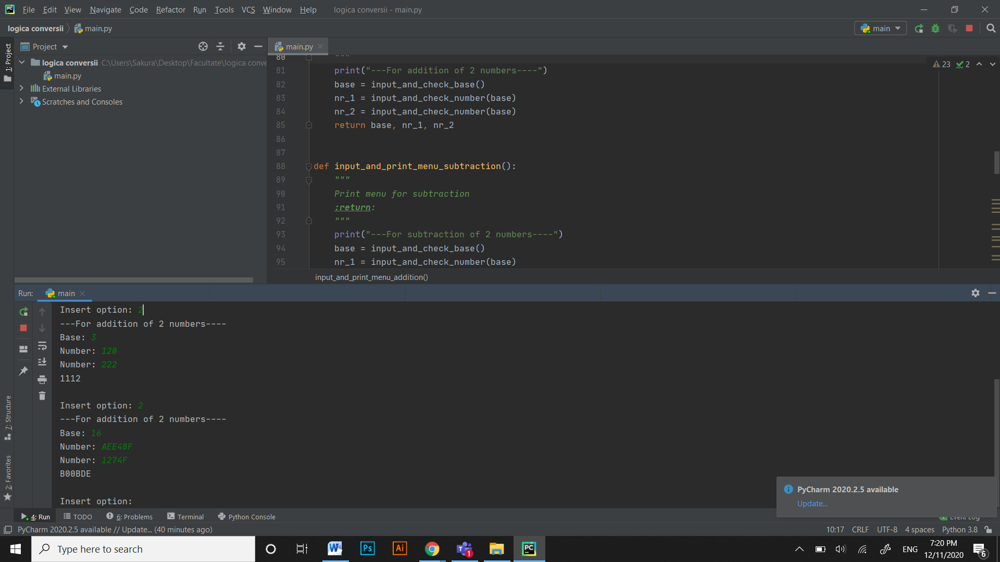 File Edit View Navigate Code Refactor Run Tools VCS Window Help logica conversii - main.py
logica conversii main.py main
1: Project
Project
logica conversii C:\Users\Sakura\Desktop\Facultate\logica conve
main.py
External Libraries
Scratches and Consoles
main.py
23 2
80 """
81 print("---For addition of 2 numbers----")
82 base = input_and_check_base()
83 nr_1 = input_and_check_number(base)
84 nr_2 = input_and_check_number(base)
85 return base, nr_1, nr_2
86
87
88 def input_and_print_menu_subtraction():
89 """
90 Print menu for subtraction
91 :return:
92 """
93 print("---For subtraction of 2 numbers----")
94 base = input_and_check_base()
95 nr_1 = input_and_check_number(base)
input_and_print_menu_addition()
Run: main
Insert option: 2
---For addition of 2 numbers----
Base: 3
Number: 120
Number: 222
1112
Insert option: 2
---For addition of 2 numbers----
Base: 16
Number: AEE48F
Number: 1274F
B00BDE
Insert option:
7: Structure
2: Favorites
PyCharm 2020.2.5 available
Update...
4: Run TODO 6: Problems Terminal Python Console Event Log
PyCharm 2020.2.5 available // Update... (40 minutes ago) 10:17 CRLF UTF-8 4 spaces Python 3.8
Type here to search
W Ps Ai T 1 PC
ENG
7:20 PM
12/11/2020
6